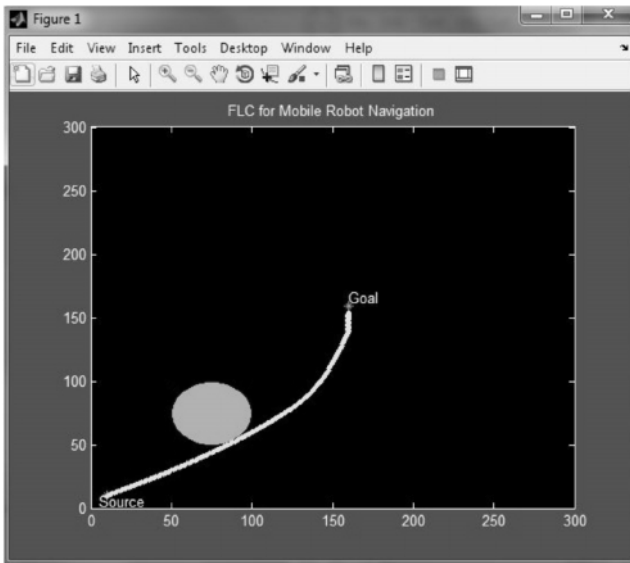 Figure 1
File Edit View Insert Tools Desktop Window Help
FLC for Mobile Robot Navigation
300
250
200
150
100
50
0
Goal
Source
0 50 100 150 200 250 300